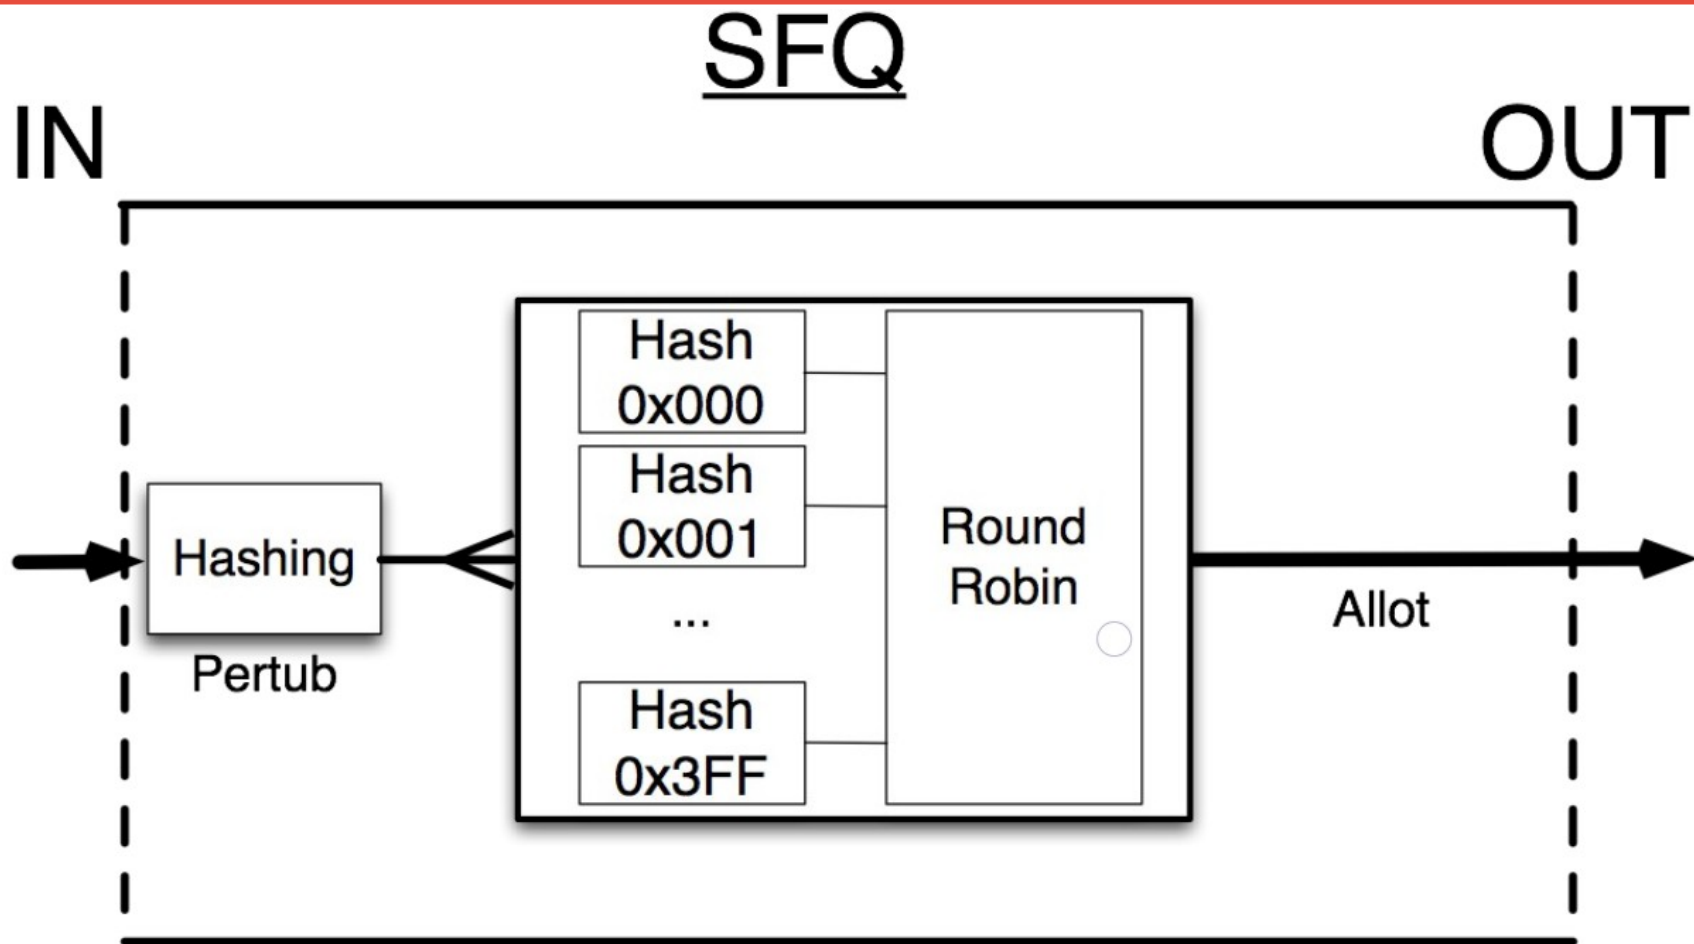 SFQ
IN
OUT
Hash
0x000
Hash
0x001
...
Hash
0x3FF
Hashing
Pertub
Round
Robin
Allot